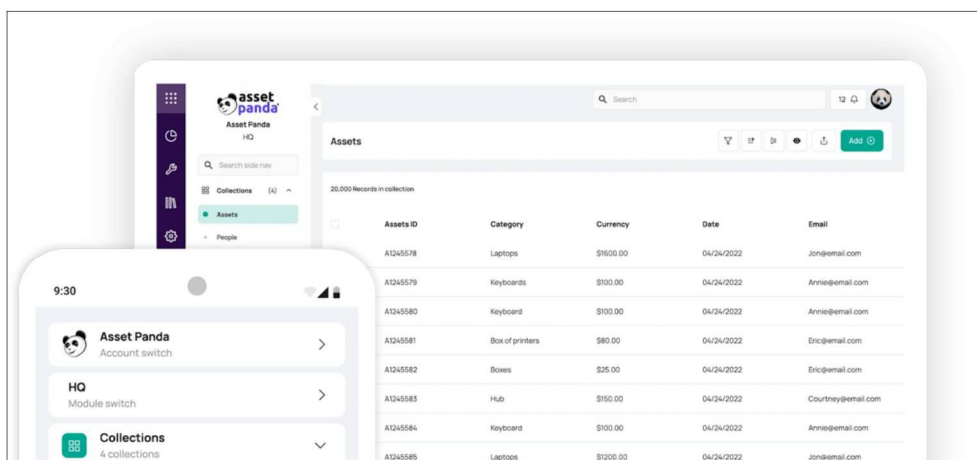 asset
panda
Asset Panda
HQ
Search
12
Assets
Add
Search side nav
Collections (4)
Assets
People
20,000 Records in collection
Assets ID Category Currency Date Email
A1245578 Laptops $1600.00 04/24/2022 Jon@email.com
A1245579 Keyboards $100.00 04/24/2022 Annie@email.com
A1245580 Keyboard $100.00 04/24/2022 Annie@email.com
A1245581 Box of printers $80.00 04/24/2022 Eric@email.com
A1245582 Boxes $25.00 04/24/2022 Eric@email.com
A1245583 Hub $150.00 04/24/2022 Courtney@email.com
A1245584 Keyboard $100.00 04/24/2022 Annie@email.com
A1245585 Laptops $1200.00 04/24/2022 Jon@email.com
9:30
Asset Panda
Account switch
HQ
Module switch
Collections
4 collections